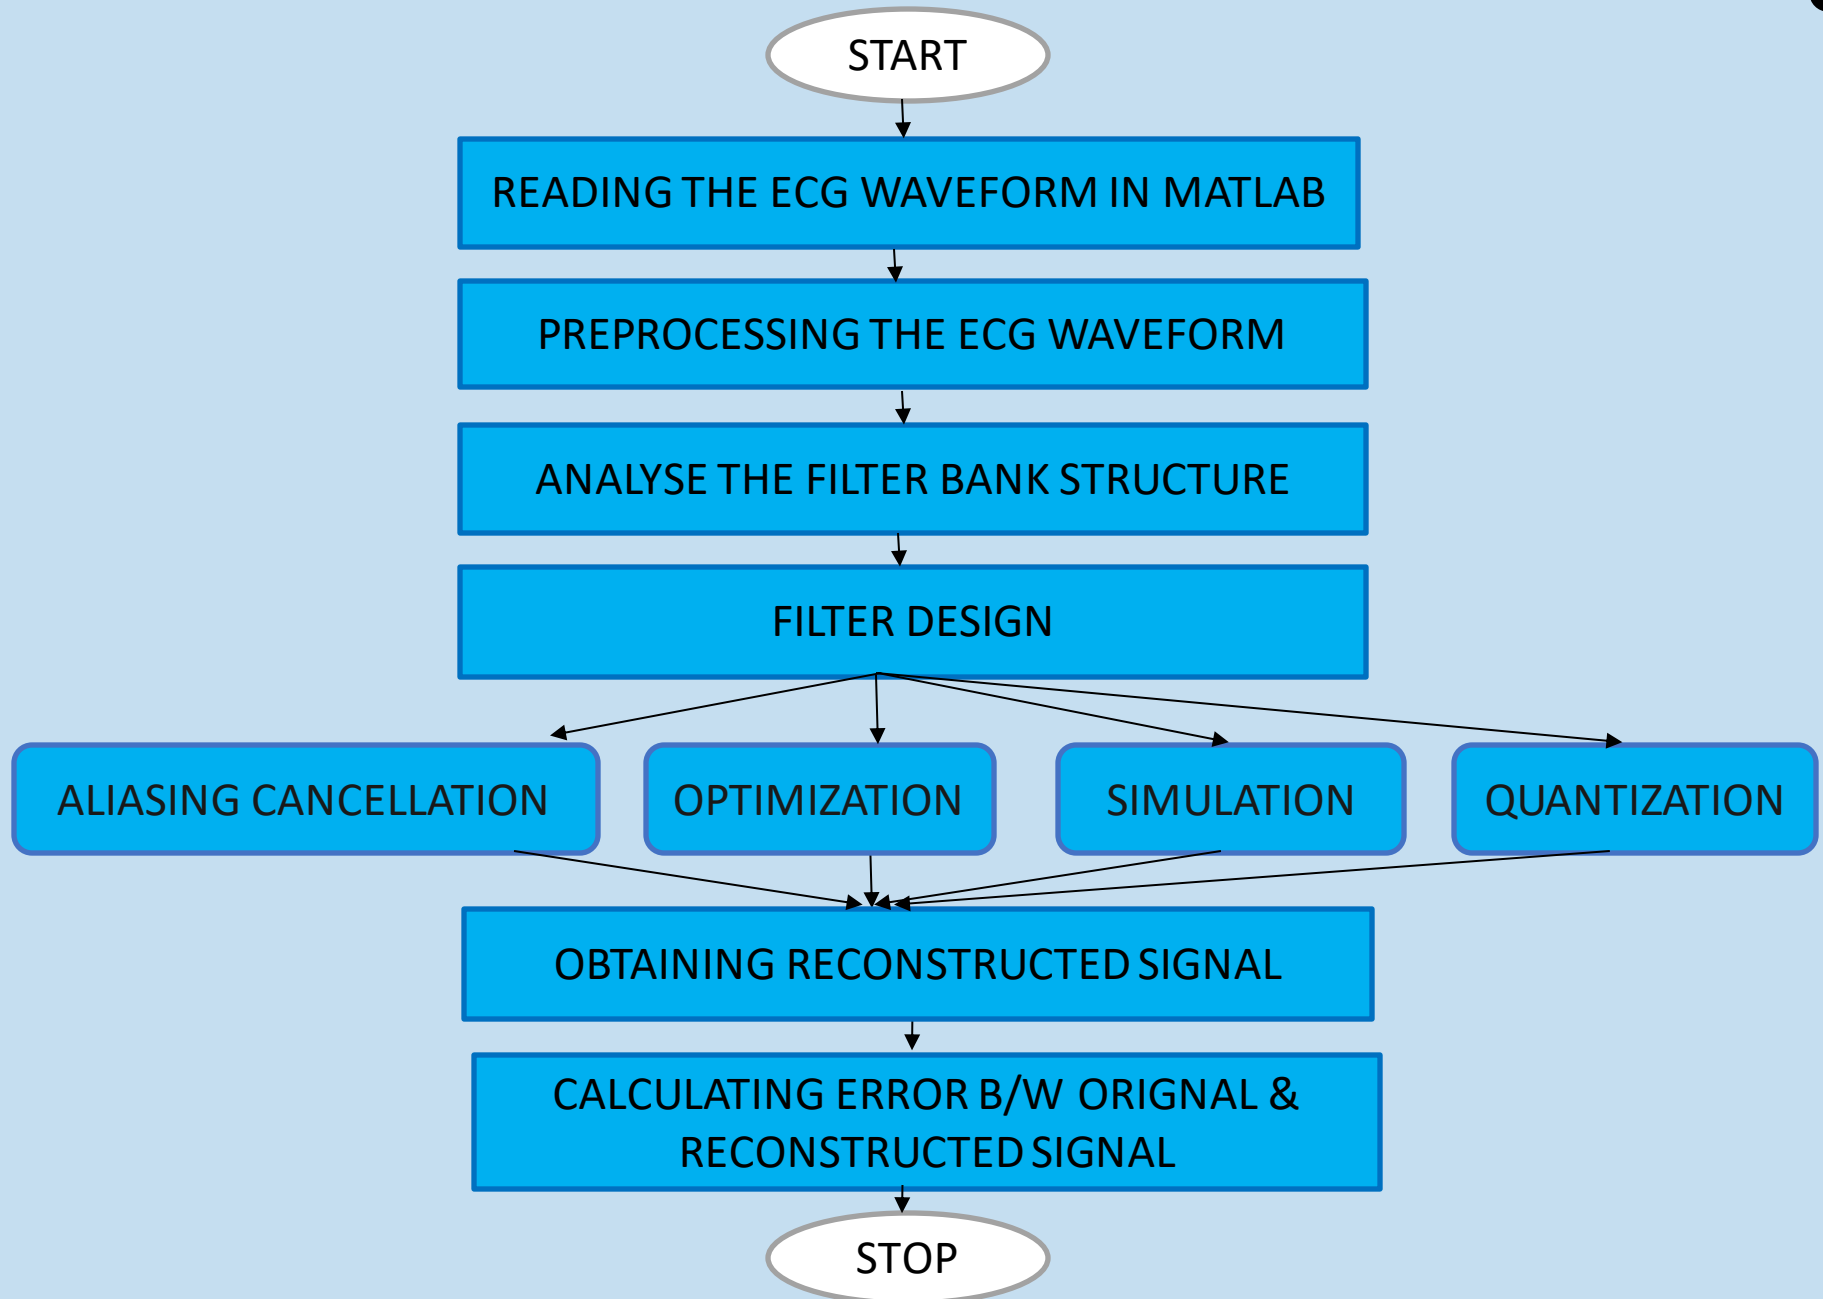 START
READING THE ECG WAVEFORM IN MATLAB
PREPROCESSING THE ECG WAVEFORM
ANALYSE THE FILTER BANK STRUCTURE
FILTER DESIGN
ALIASING CANCELLATION
OPTIMIZATION
SIMULATION
QUANTIZATION
OBTAINING RECONSTRUCTED SIGNAL
CALCULATING ERROR B/W ORIGNAL &
RECONSTRUCTED SIGNAL
STOP